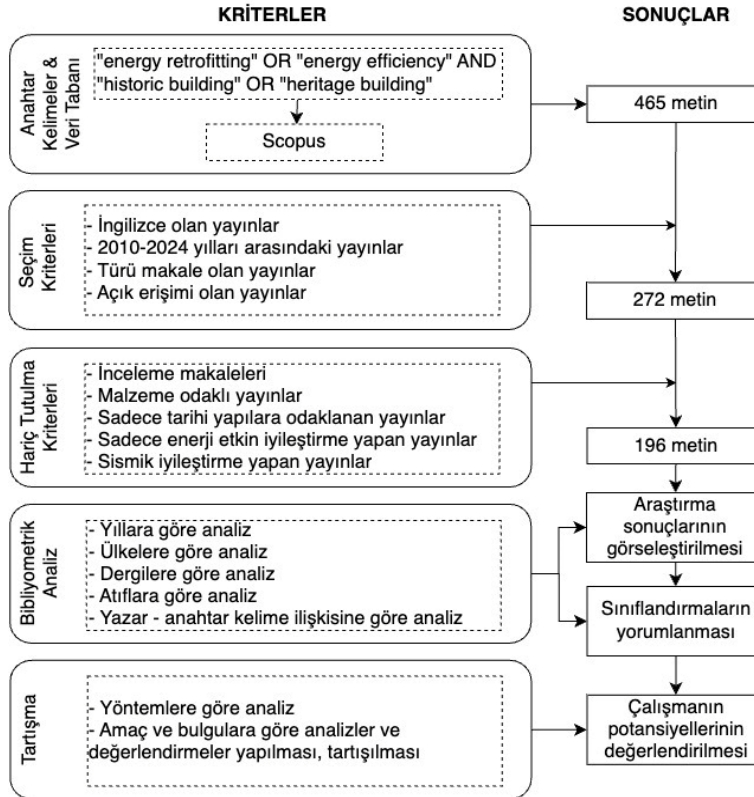 KRİTERLER
SONUÇLAR
Anahtar
Kelimeler &
Veri Tabanı
"energy retrofitting" OR "energy efficiency" AND
"historic building" OR "heritage building"
Scopus
465 metin
Seçim
Kriterleri
- İngilizce olan yayınlar
- 2010-2024 yılları arasındaki yayınlar
- Türü makale olan yayınlar
- Açık erişimi olan yayınlar
272 metin
Hariç Tutulma
Kriterleri
- İnceleme makaleleri
- Malzeme odaklı yayınlar
- Sadece tarihi yapılara odaklanan yayınlar
- Sadece enerji etkin iyileştirme yapan yayınlar
- Sismik iyileştirme yapan yayınlar
196 metin
Bibliyometrik
Analiz
- Yıllara göre analiz
- Ülkelere göre analiz
- Dergilere göre analiz
- Atıflara göre analiz
- Yazar - anahtar kelime ilişkisine göre analiz
Araştırma
sonuçlarının
görseleştirilmesi
Sınıflandırmaların
yorumlanması
Tartışma
- Yöntemlere göre analiz
- Amaç ve bulgulara göre analizler ve
değerlendirmeler yapılması, tartışılması
Çalışmanın
potansiyellerinin
değerlendirilmesi